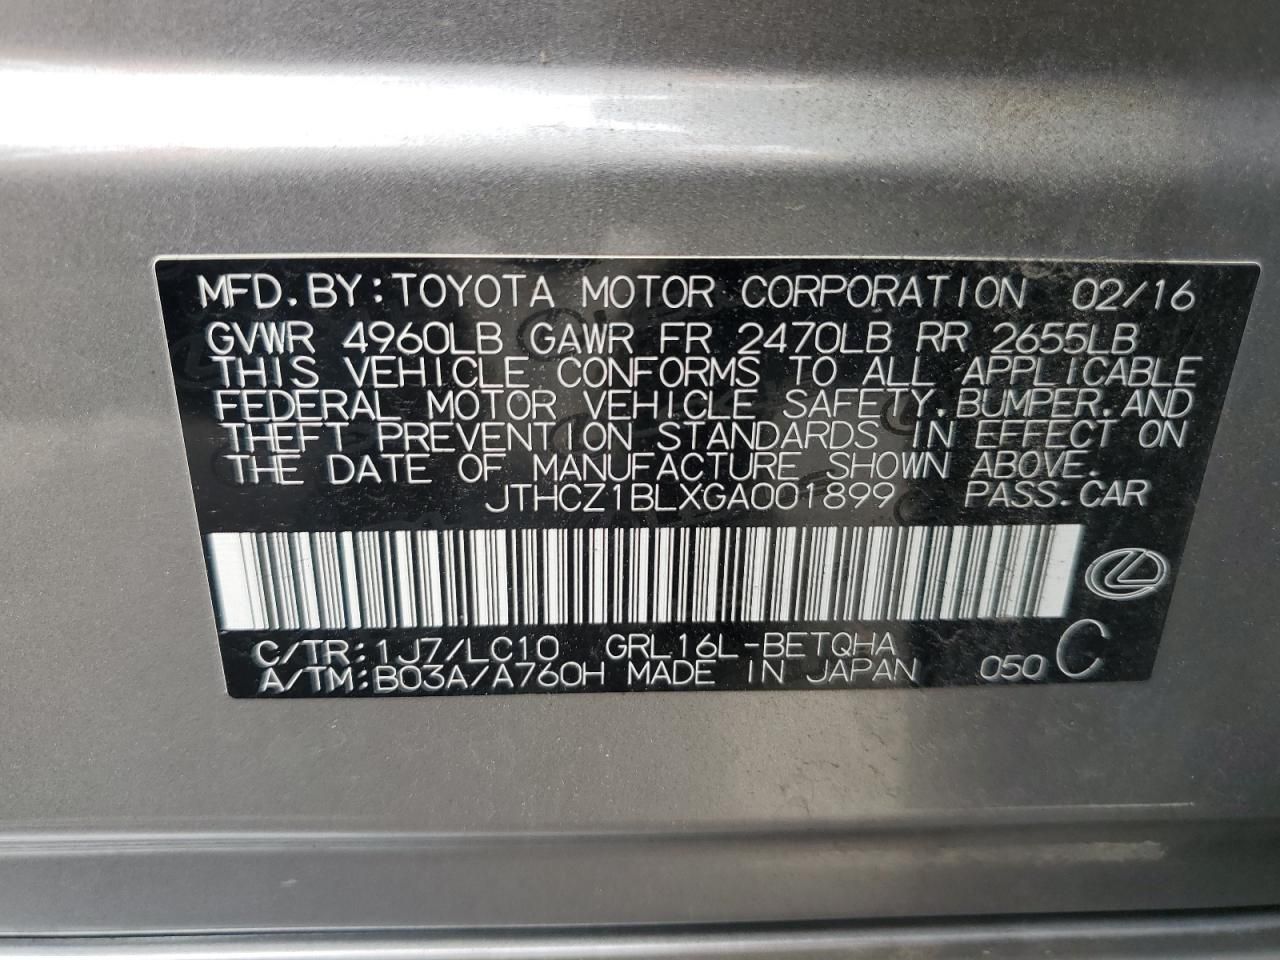 MFD.BY:TOYOTA MOTOR CORPORATION 02/16
GVWR 4960LB GAWR FR 2470LB RR 2655LB
THIS VEHICLE CONFORMS TO ALL APPLICABLE
FEDERAL MOTOR VEHICLE SAFETY,BUMPER,AND
THEFT PREVENTION STANDARDS IN EFFECT ON
THE DATE OF MANUFACTURE SHOWN ABOVE.
JTHCZ1BLXGA001899 PASS.CAR
C/TR:1J7/LC10 GRL16L-BETQHA
A/TM:B03A/A760H MADE IN JAPAN 050 C